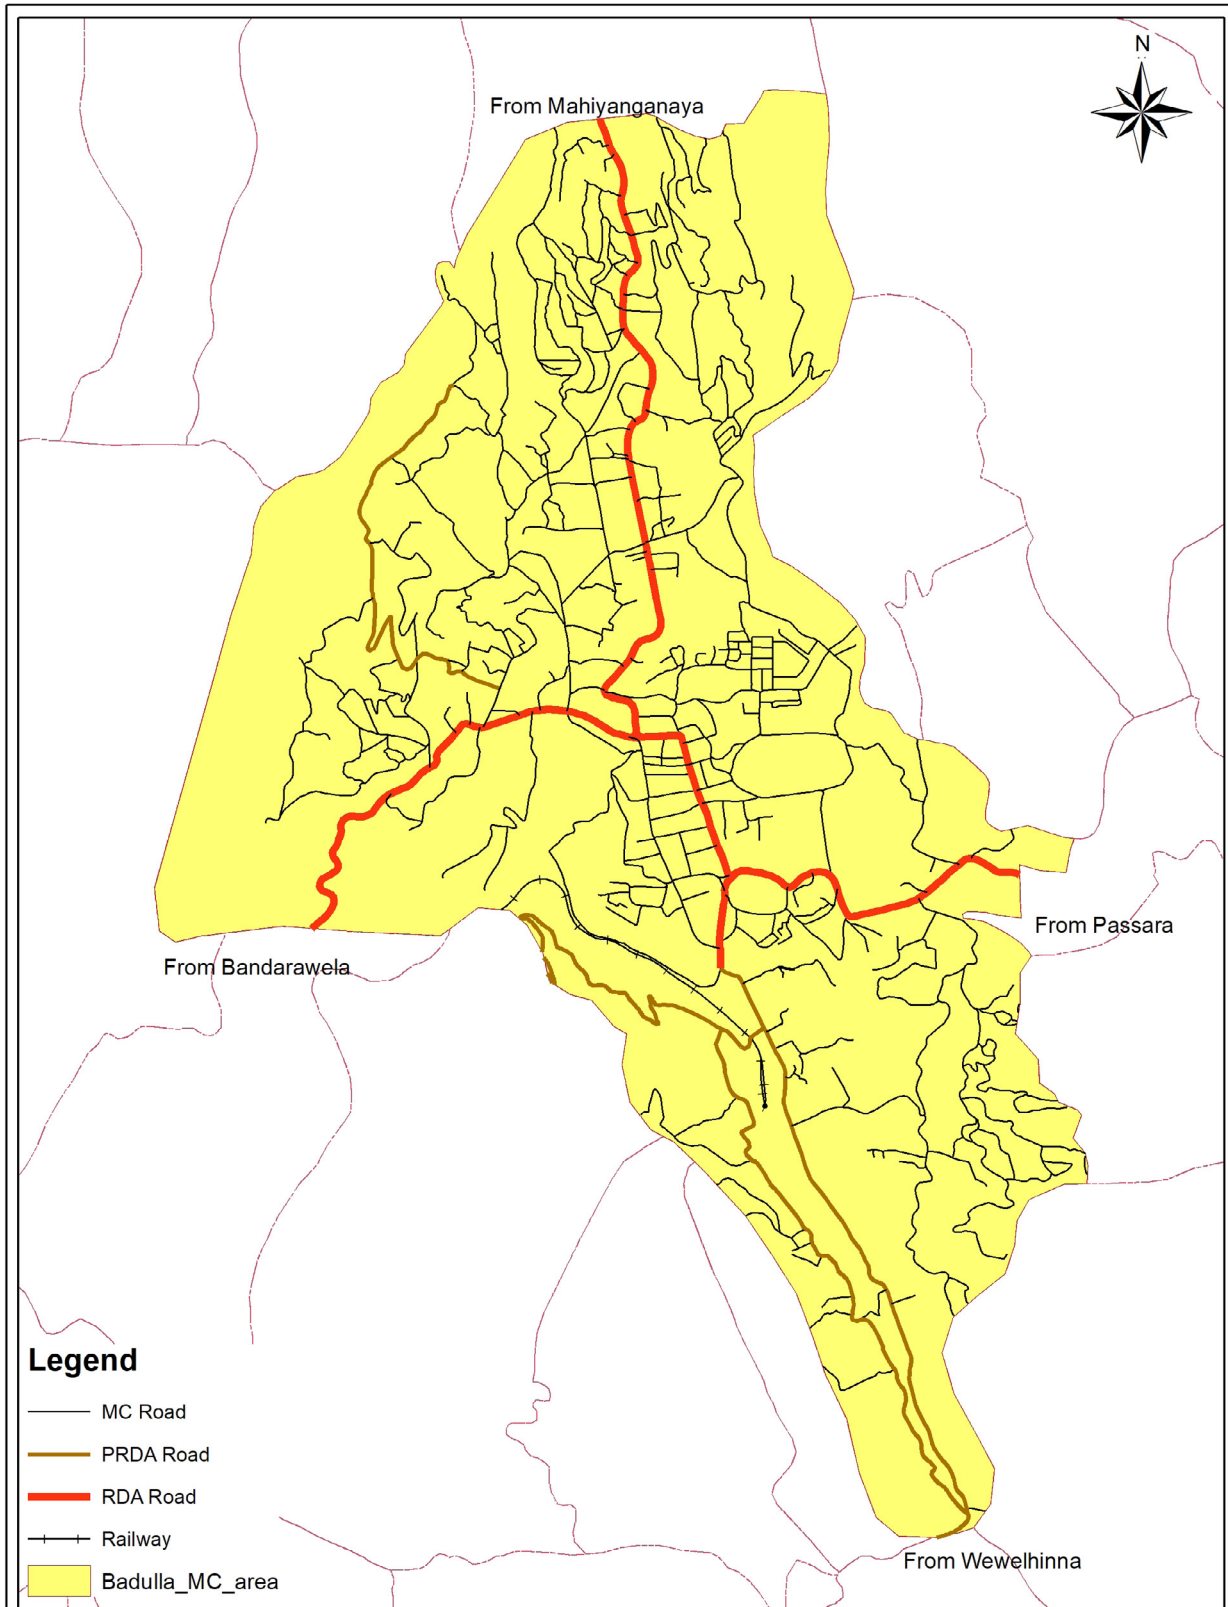 N
From Mahiyanganaya
From Passara
From Bandarawela
Legend
MC Road
PRDA Road
RDA Road
Railway
Badulla_MC_area
From Wewelhinna